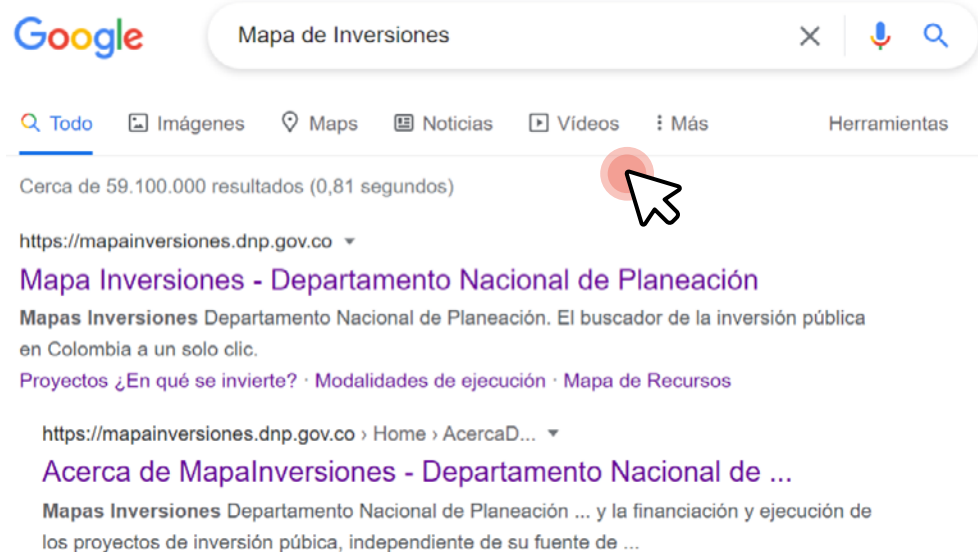 Google
Mapa de Inversiones
Todo Imágenes Maps Noticias Vídeos Más Herramientas
Cerca de 59.100.000 resultados (0,81 segundos)
https://mapainversiones.dnp.gov.co
Mapa Inversiones - Departamento Nacional de Planeación
Mapas Inversiones Departamento Nacional de Planeación. El buscador de la inversión pública
en Colombia a un solo clic.
Proyectos ¿En qué se invierte? · Modalidades de ejecución · Mapa de Recursos
https://mapainversiones.dnp.gov.co › Home › AcercaD...
Acerca de MapaInversiones - Departamento Nacional de ...
Mapas Inversiones Departamento Nacional de Planeación ... y la financiación y ejecución de
los proyectos de inversión púbica, independiente de su fuente de ...